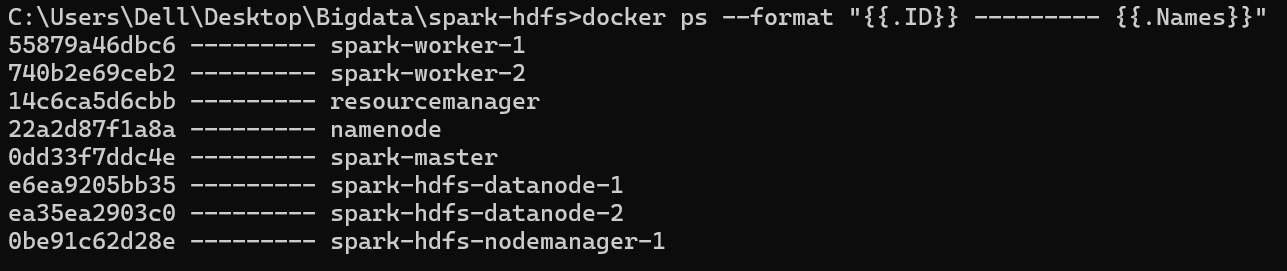 C:\Users\Dell\Desktop\Bigdata\spark-hdfs>docker ps --format "{{.ID}} --------- {{.Names}}"
55879a46dbc6 --------- spark-worker-1
740b2e69ceb2 --------- spark-worker-2
14c6ca5d6cbb --------- resourcemanager
22a2d87f1a8a --------- namenode
0dd33f7ddc4e --------- spark-master
e6ea9205bb35 --------- spark-hdfs-datanode-1
ea35ea2903c0 --------- spark-hdfs-datanode-2
0be91c62d28e --------- spark-hdfs-nodemanager-1